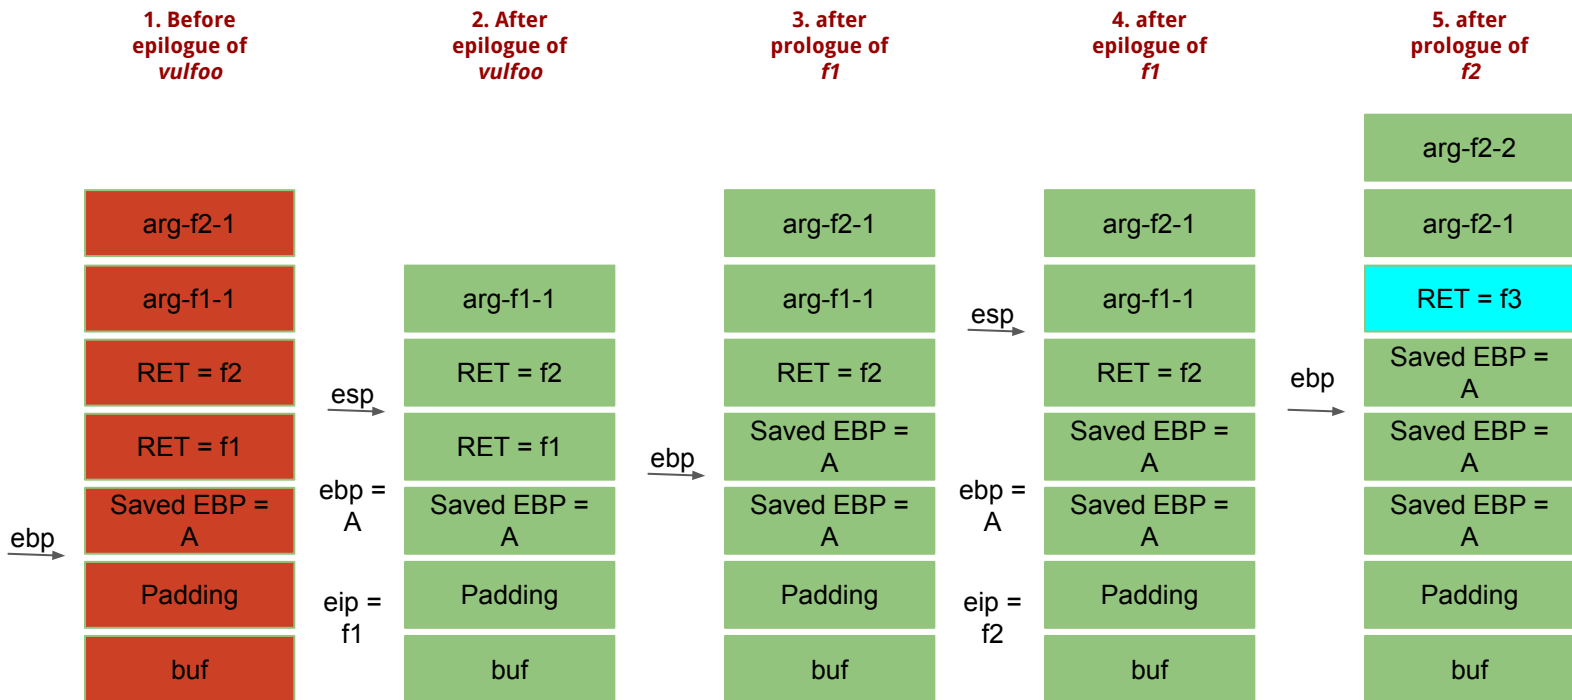 1. Before
epilogue of
vulfoo
2. After
epilogue of
vulfoo
3. after
prologue of
f1
4. after
epilogue of
f1
5. after
prologue of
f2
arg-f2-1
arg-f1-1
RET = f2
RET = f1
Saved EBP =
A
Padding
buf
ebp
arg-f1-1
RET = f2
RET = f1
Saved EBP =
A
Padding
buf
esp
ebp =
A
eip =
f1
arg-f2-1
arg-f1-1
RET = f2
Saved EBP =
A
Saved EBP =
A
Padding
buf
ebp
arg-f2-1
arg-f1-1
RET = f2
Saved EBP =
A
Saved EBP =
A
Padding
buf
esp
ebp =
A
eip =
f2
arg-f2-2
arg-f2-1
RET = f3
Saved EBP =
A
Saved EBP =
A
Saved EBP =
A
Padding
buf
ebp